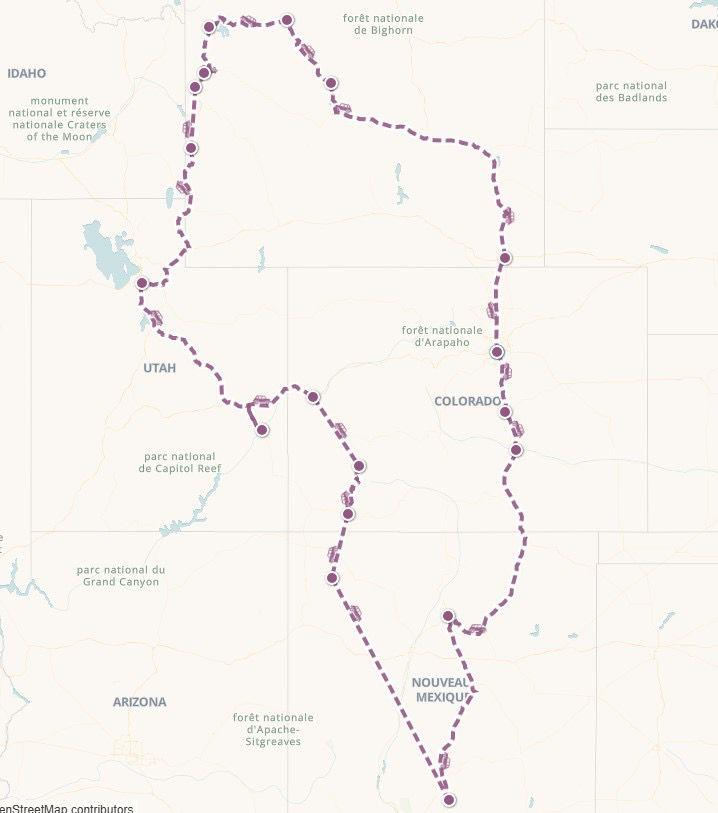 forêt nationale
de Bighorn
DAK
IDAHO
parc national
des Badlands
monument
national et réserve
nationale Craters
of the Moon
forêt nationale
d'Arapaho
UTAH
COLORADO
parc national
de Capitol Reef
parc national du
Grand Canyon
NOUVEAU
MEXIQUE
ARIZONA
forêt nationale
d'Apache-
Sitgreaves
enStreetMap contributors